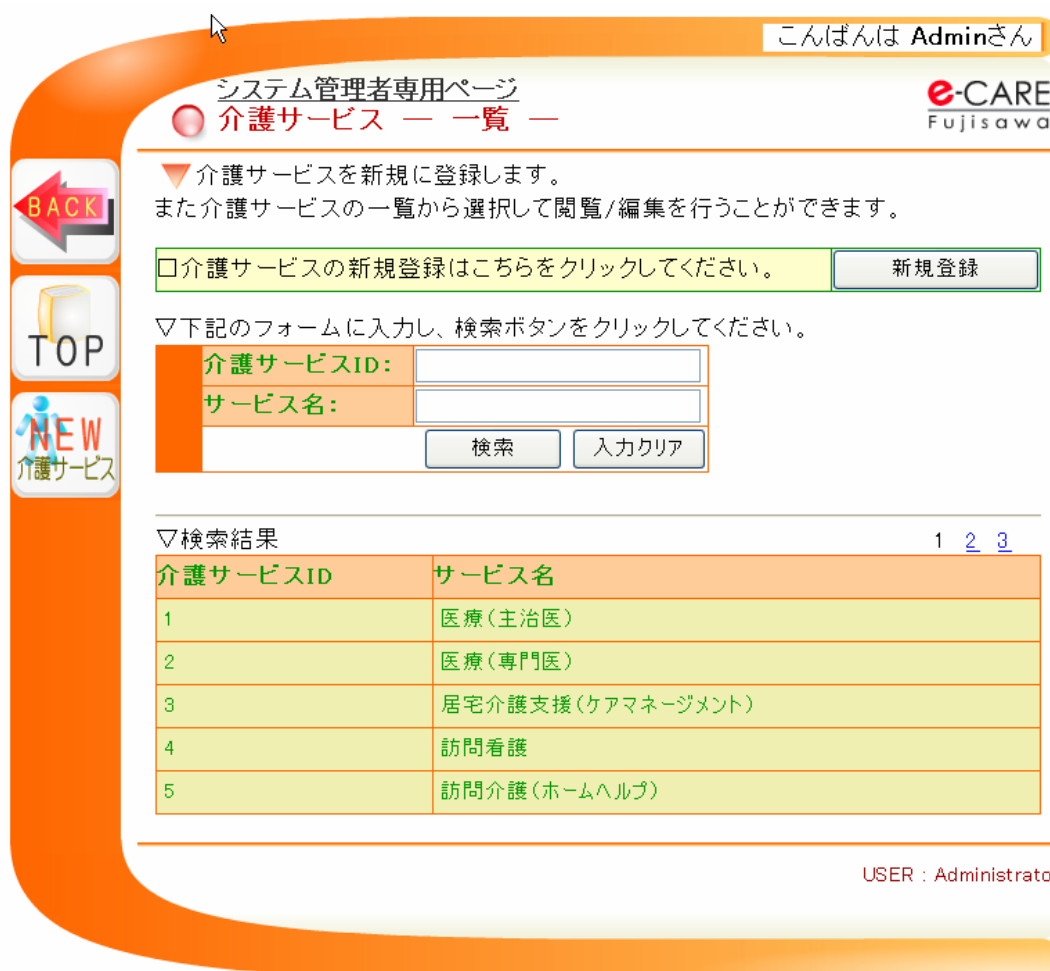 こんばんは Adminさん
システム管理者専用ページ
介護サービス ― 一覧 ―
e-CARE
Fujisawa
▼介護サービスを新規に登録します。
また介護サービスの一覧から選択して閲覧/編集を行うことができます。
BACK
□介護サービスの新規登録はこちらをクリックしてください。 新規登録
TOP
▽下記のフォームに入力し、検索ボタンをクリックしてください。
介護サービスID:
サービス名:
検索 入力クリア
NEW
介護サービス
▽検索結果 1 2 3
介護サービスID サービス名
1 医療(主治医)
2 医療(専門医)
3 居宅介護支援(ケアマネージメント)
4 訪問看護
5 訪問介護(ホームヘルプ)
USER : Administrato